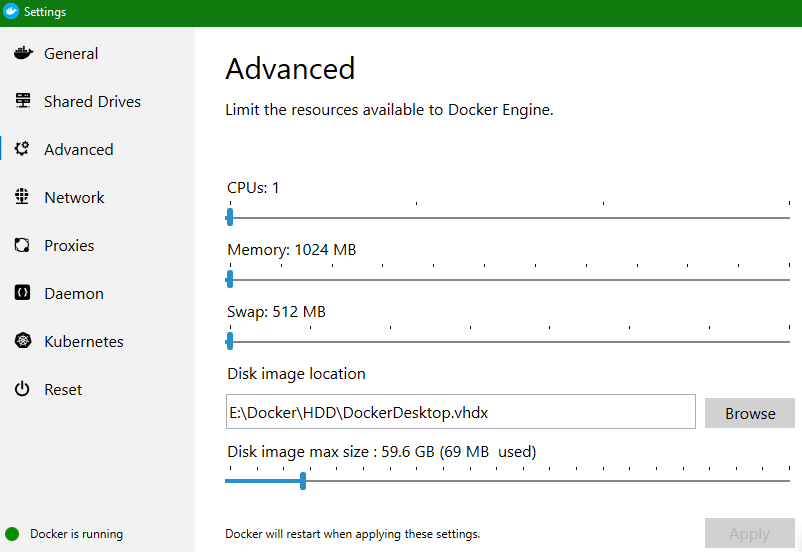 Settings
General
Shared Drives
Advanced
Network
Proxies
Daemon
Kubernetes
Reset
Docker is running
Advanced
Limit the resources available to Docker Engine.
CPUs: 1
Memory: 1024 MB
Swap: 512 MB
Disk image location
E:\Docker\HDD\DockerDesktop.vhdx
Browse
Disk image max size : 59.6 GB (69 MB  used)
Docker will restart when applying these settings.
Apply